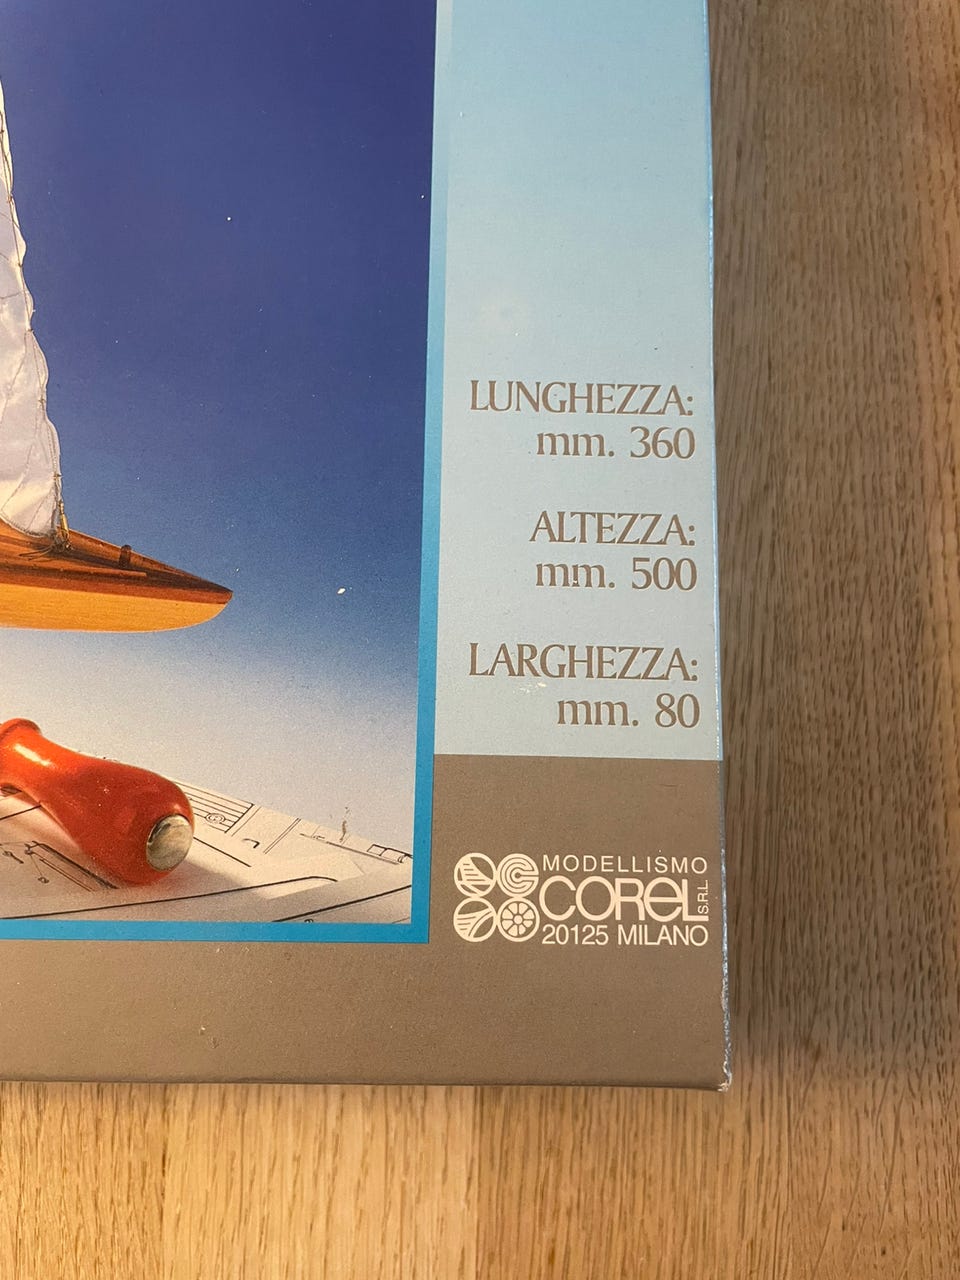 LUNGHEZZA:
mm. 360
ALTEZZA:
mm. 500
LARGHEZZA:
mm. 80
MODELLISMO
COREL S.R.L.
20125 MILANO